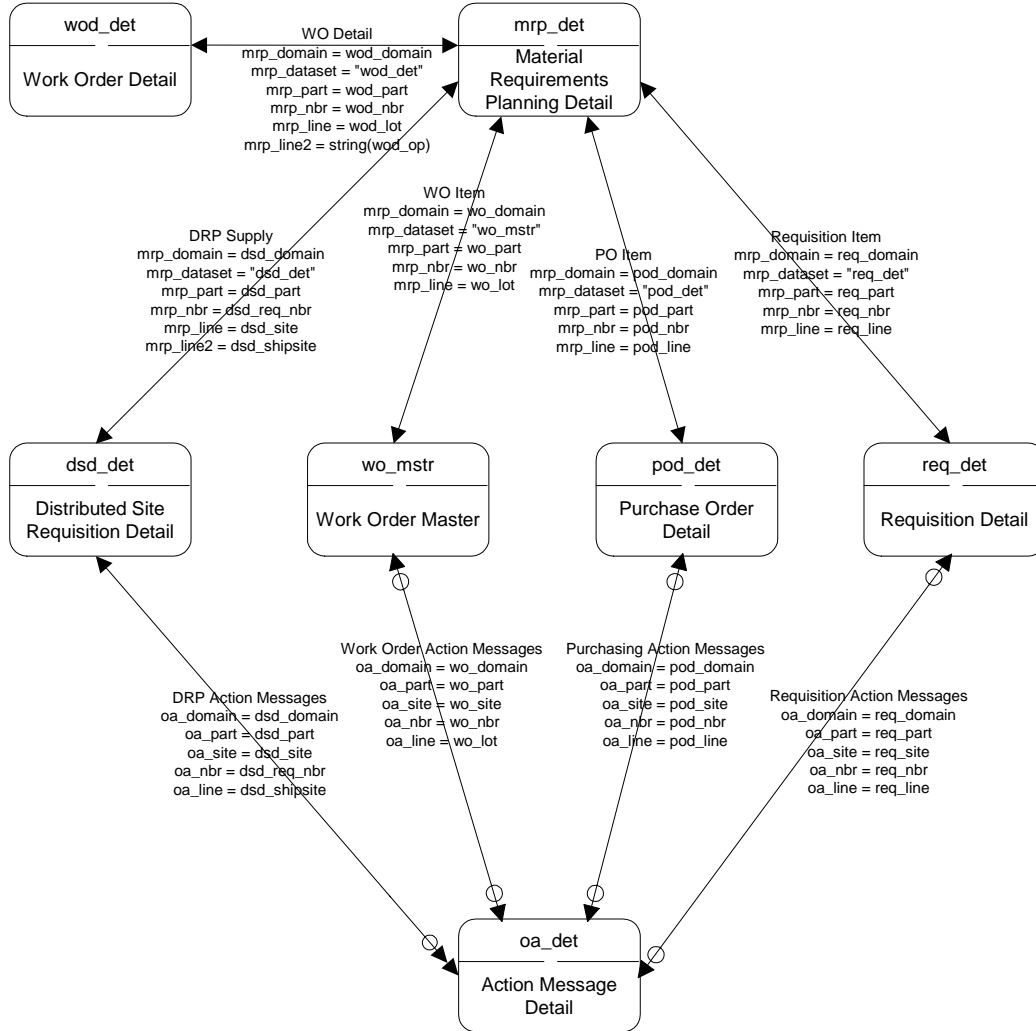 wod_det
Work Order Detail
WO Detail
mrp_domain = wod_domain
mrp_dataset = "wod_det"
mrp_part = wod_part
mrp_nbr = wod_nbr
mrp_line = wod_lot
mrp_line2 = string(wod_op)
mrp_det
Material
Requirements
Planning Detail
DRP Supply
mrp_domain = dsd_domain
mrp_dataset = "dsd_det"
mrp_part = dsd_part
mrp_nbr = dsd_req_nbr
mrp_line = dsd_site
mrp_line2 = dsd_shipsite
WO Item
mrp_domain = wo_domain
mrp_dataset = "wo_mstr"
mrp_part = wo_part
mrp_nbr = wo_nbr
mrp_line = wo_lot
PO Item
mrp_domain = pod_domain
mrp_dataset = "pod_det"
mrp_part = pod_part
mrp_nbr = pod_nbr
mrp_line = pod_line
Requisition Item
mrp_domain = req_domain
mrp_dataset = "req_det"
mrp_part = req_part
mrp_nbr = req_nbr
mrp_line = req_line
dsd_det
Distributed Site
Requisition Detail
wo_mstr
Work Order Master
pod_det
Purchase Order
Detail
req_det
Requisition Detail
DRP Action Messages
oa_domain = dsd_domain
oa_part = dsd_part
oa_site = dsd_site
oa_nbr = dsd_req_nbr
oa_line = dsd_shipsite
Work Order Action Messages
oa_domain = wo_domain
oa_part = wo_part
oa_site = wo_site
oa_nbr = wo_nbr
oa_line = wo_lot
Purchasing Action Messages
oa_domain = pod_domain
oa_part = pod_part
oa_site = pod_site
oa_nbr = pod_nbr
oa_line = pod_line
Requisition Action Messages
oa_domain = req_domain
oa_part = req_part
oa_site = req_site
oa_nbr = req_nbr
oa_line = req_line
oa_det
Action Message
Detail